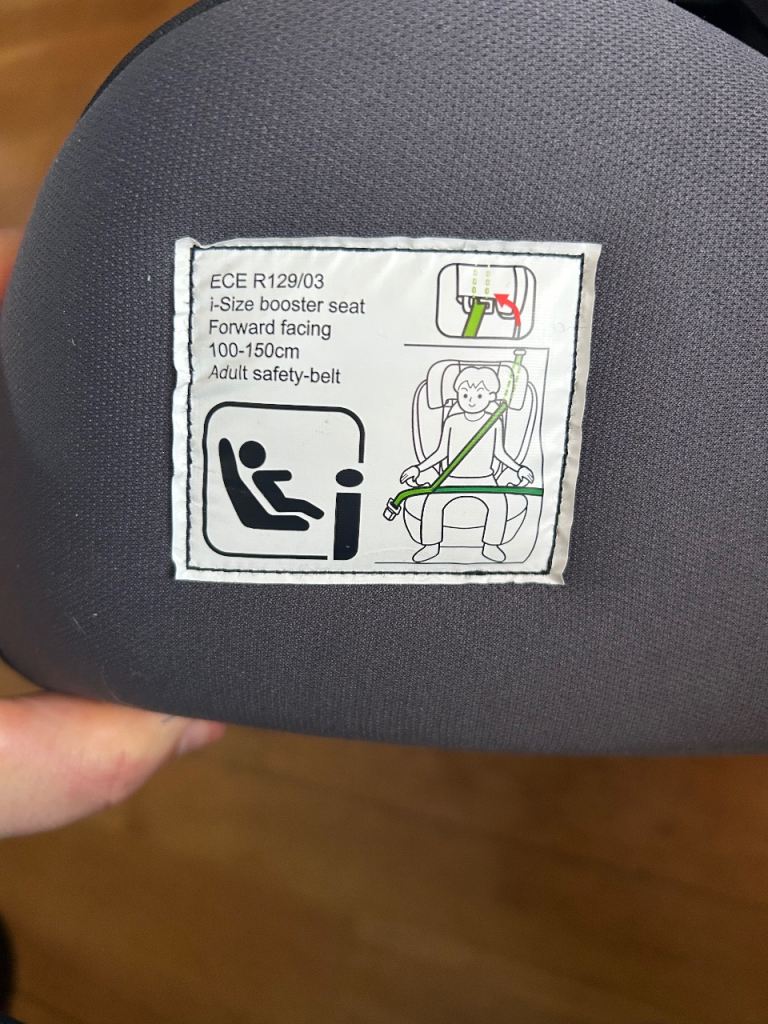 ECE R129/03
i-Size booster seat
Forward facing
100-150cm
Adult safety-belt